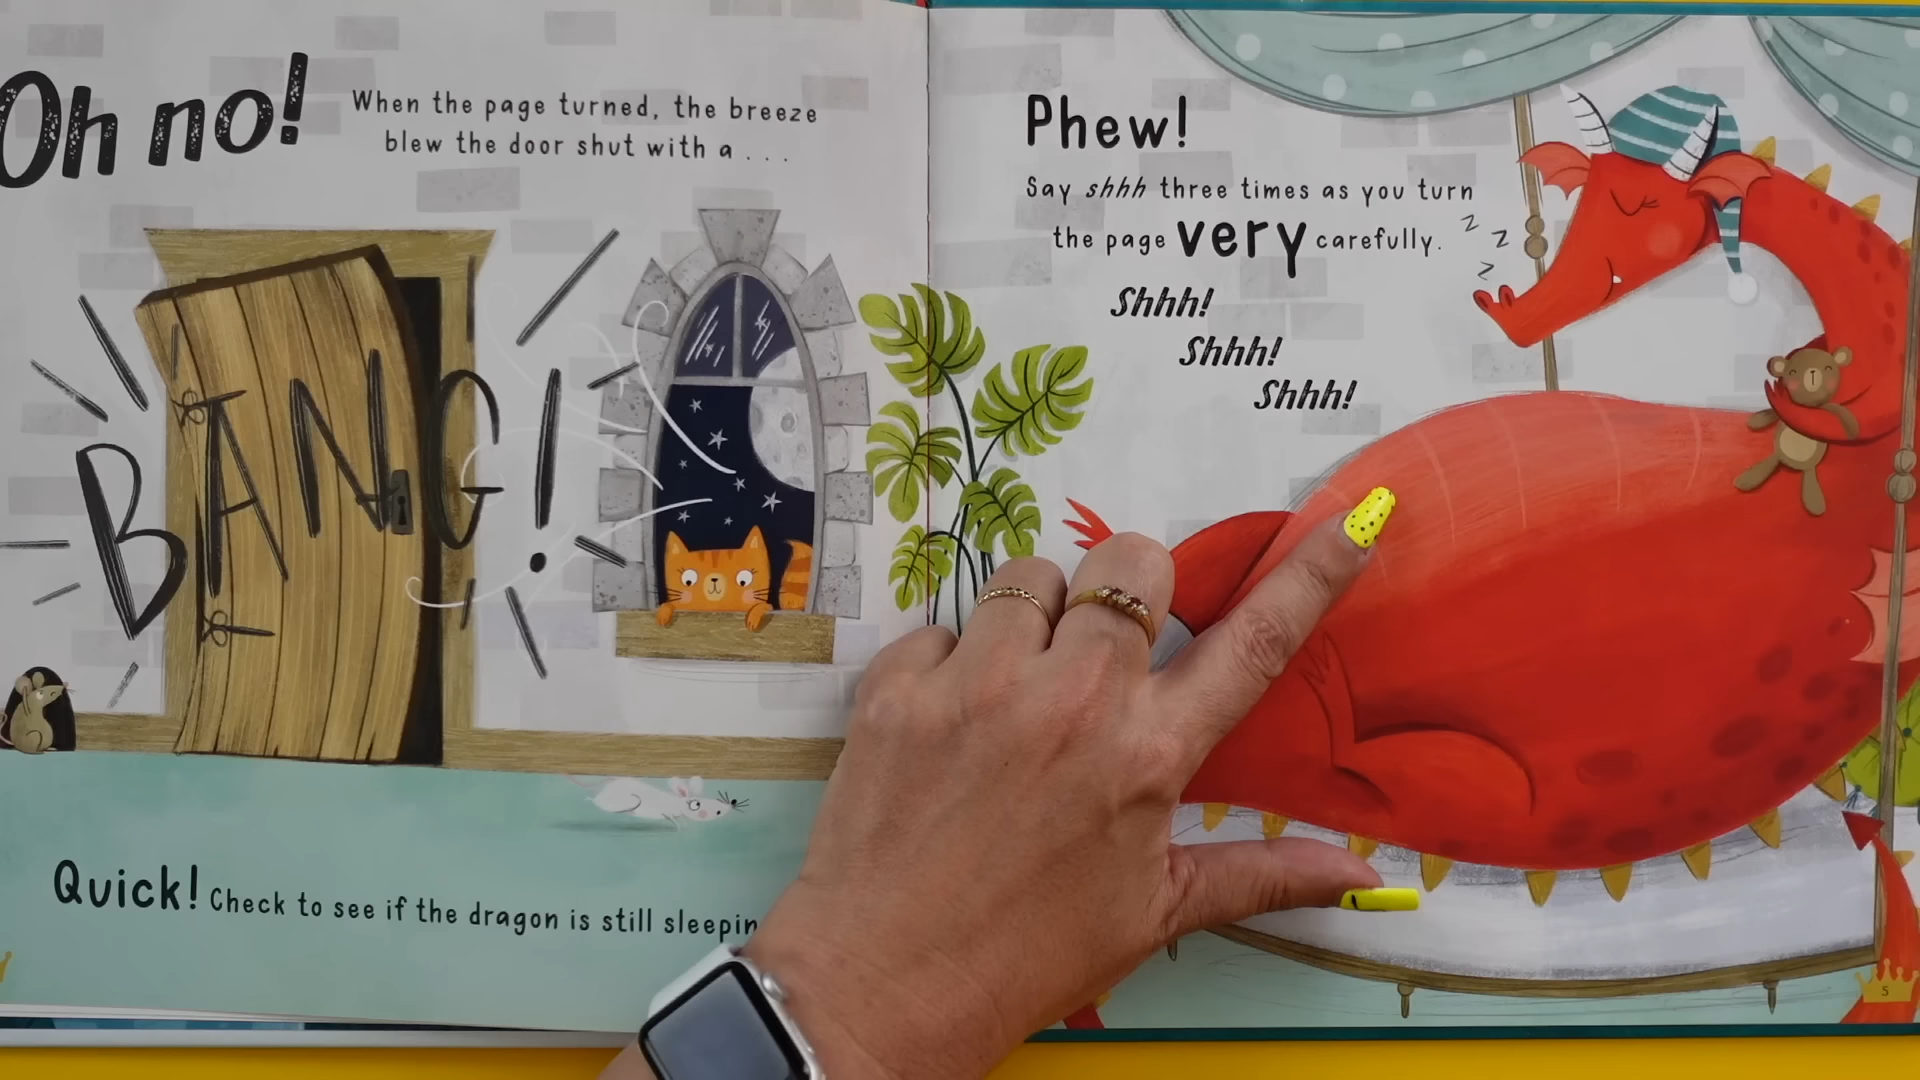 Oh no!
When the page turned, the breeze
blew the door shut with a . . .
BANG!
Quick! Check to see if the dragon is still sleepin
Phew!
Say shhh three times as you turn
the page very carefully.
Shhh!
Shhh!
Shhh!
z
z
z
5